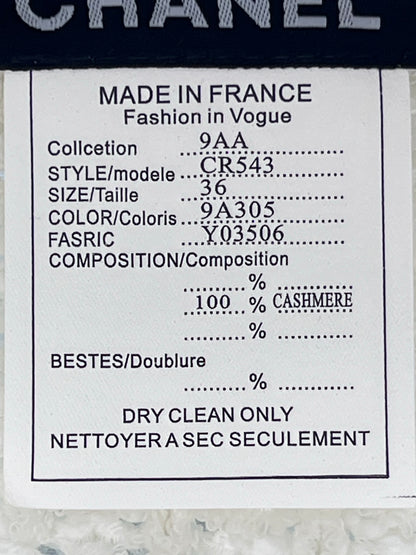 CHANEL
MADE IN FRANCE
Fashion in Vogue
Collcetion 9AA
STYLE/modele CR543
SIZE/Taille 36
COLOR/Coloris 9A305
FASRIC Y03506
COMPOSITION/Composition
%
100 % CASHMERE
%
BESTES/Doublure
%
DRY CLEAN ONLY
NETTOYER A SEC SECULEMENT